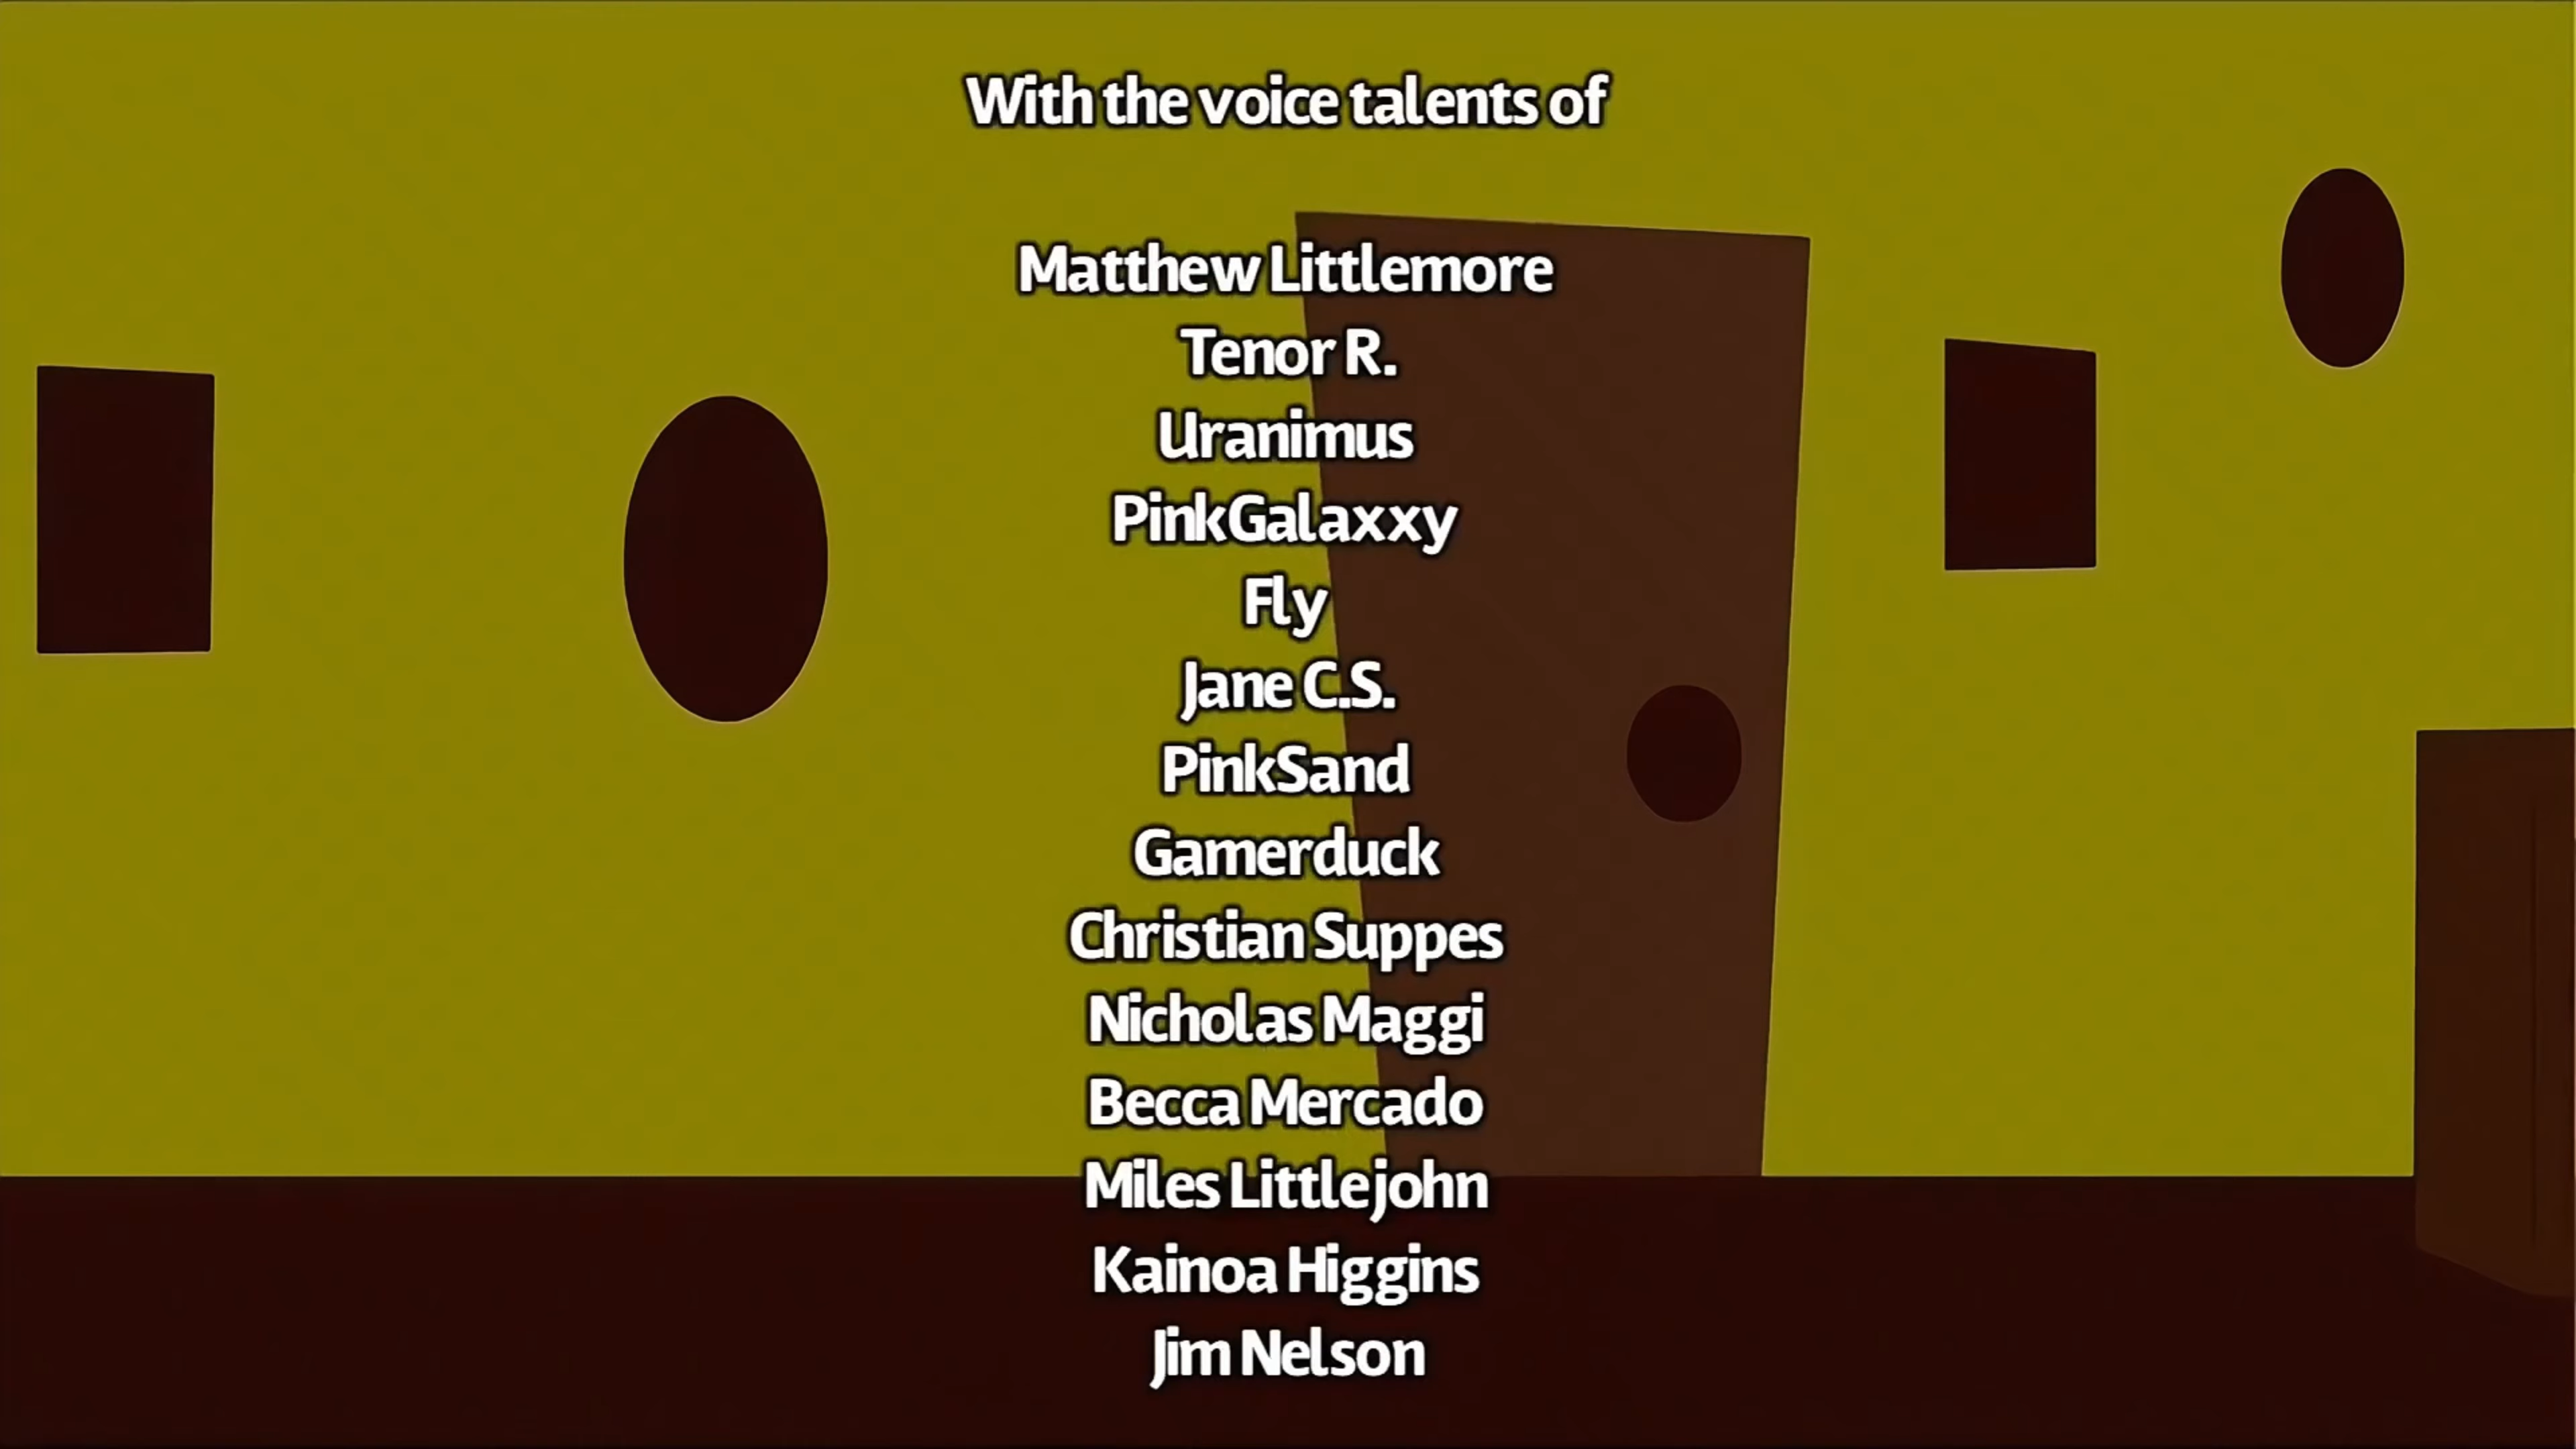 With the voice talents of
Matthew Littlemore
Tenor R.
Uranimus
PinkGalaxxy
Fly
Jane C.S.
PinkSand
Gamerduck
Christian Suppes
Nicholas Maggi
Becca Mercado
Miles Littlejohn
Kainoa Higgins
Jim Nelson